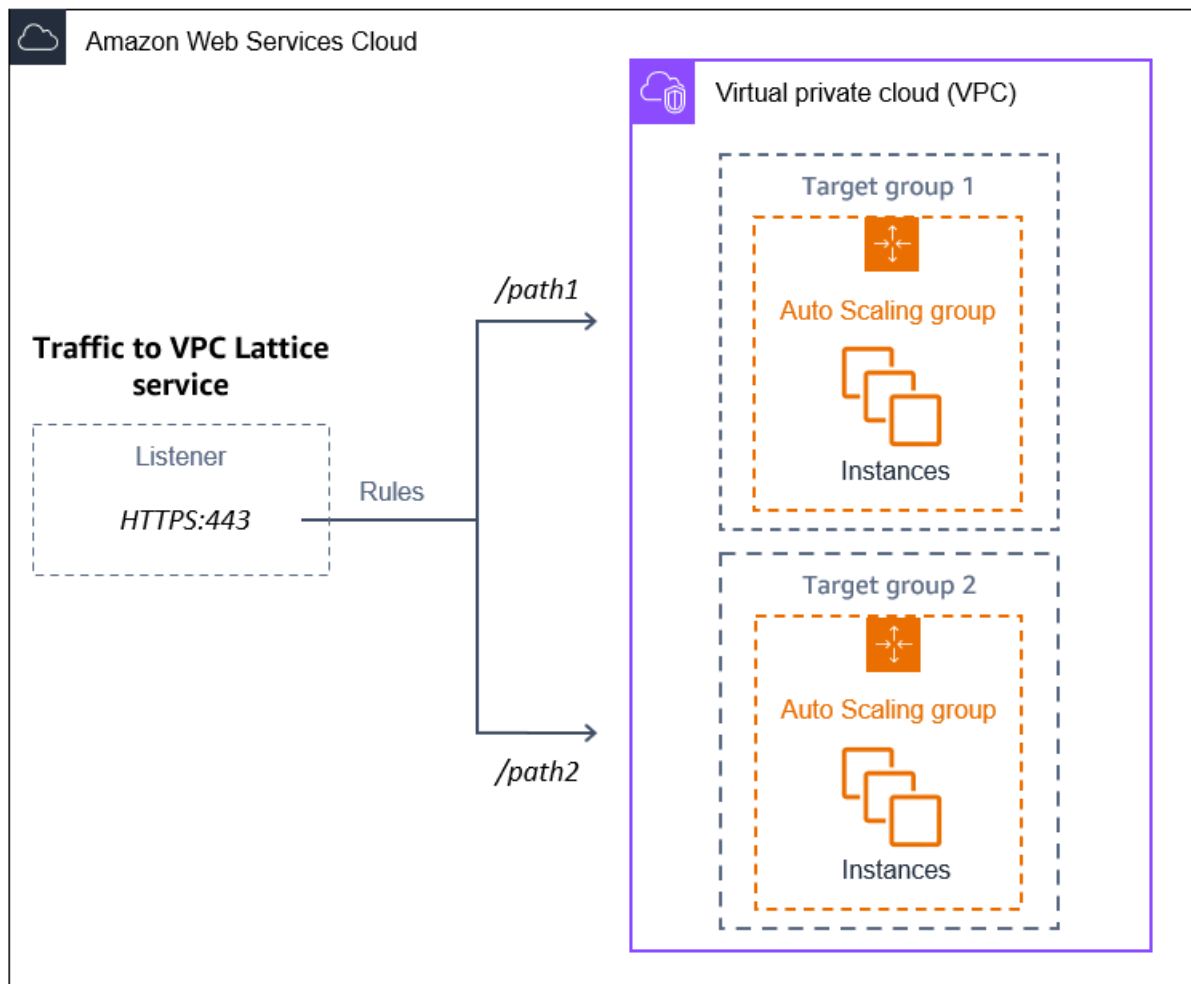 Amazon Web Services Cloud
Virtual private cloud (VPC)
Target group 1
Auto Scaling group
Instances
/path1
Traffic to VPC Lattice
service
Listener
HTTPS:443
Rules
/path2
Target group 2
Auto Scaling group
Instances